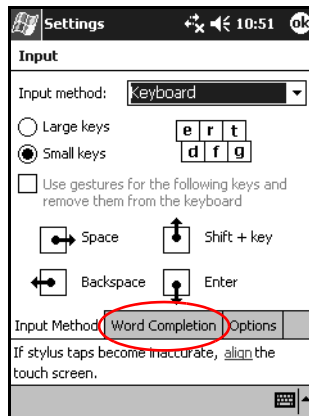 Settings 10:51 ok
Input
Input method: Keyboard
Large keys
e r t
Small keys
d f g
Use gestures for the following keys and
remove them from the keyboard
Space Shift + key
Backspace Enter
Input Method Word Completion Options
If stylus taps become inaccurate, align the
touch screen.